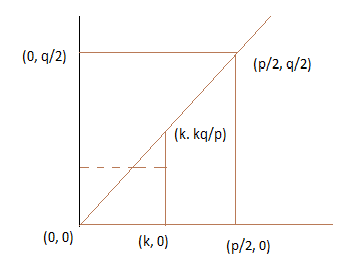 (0, q/2)
(p/2, q/2)
(k. kq/p)
(0, 0)
(k, 0)
(p/2, 0)